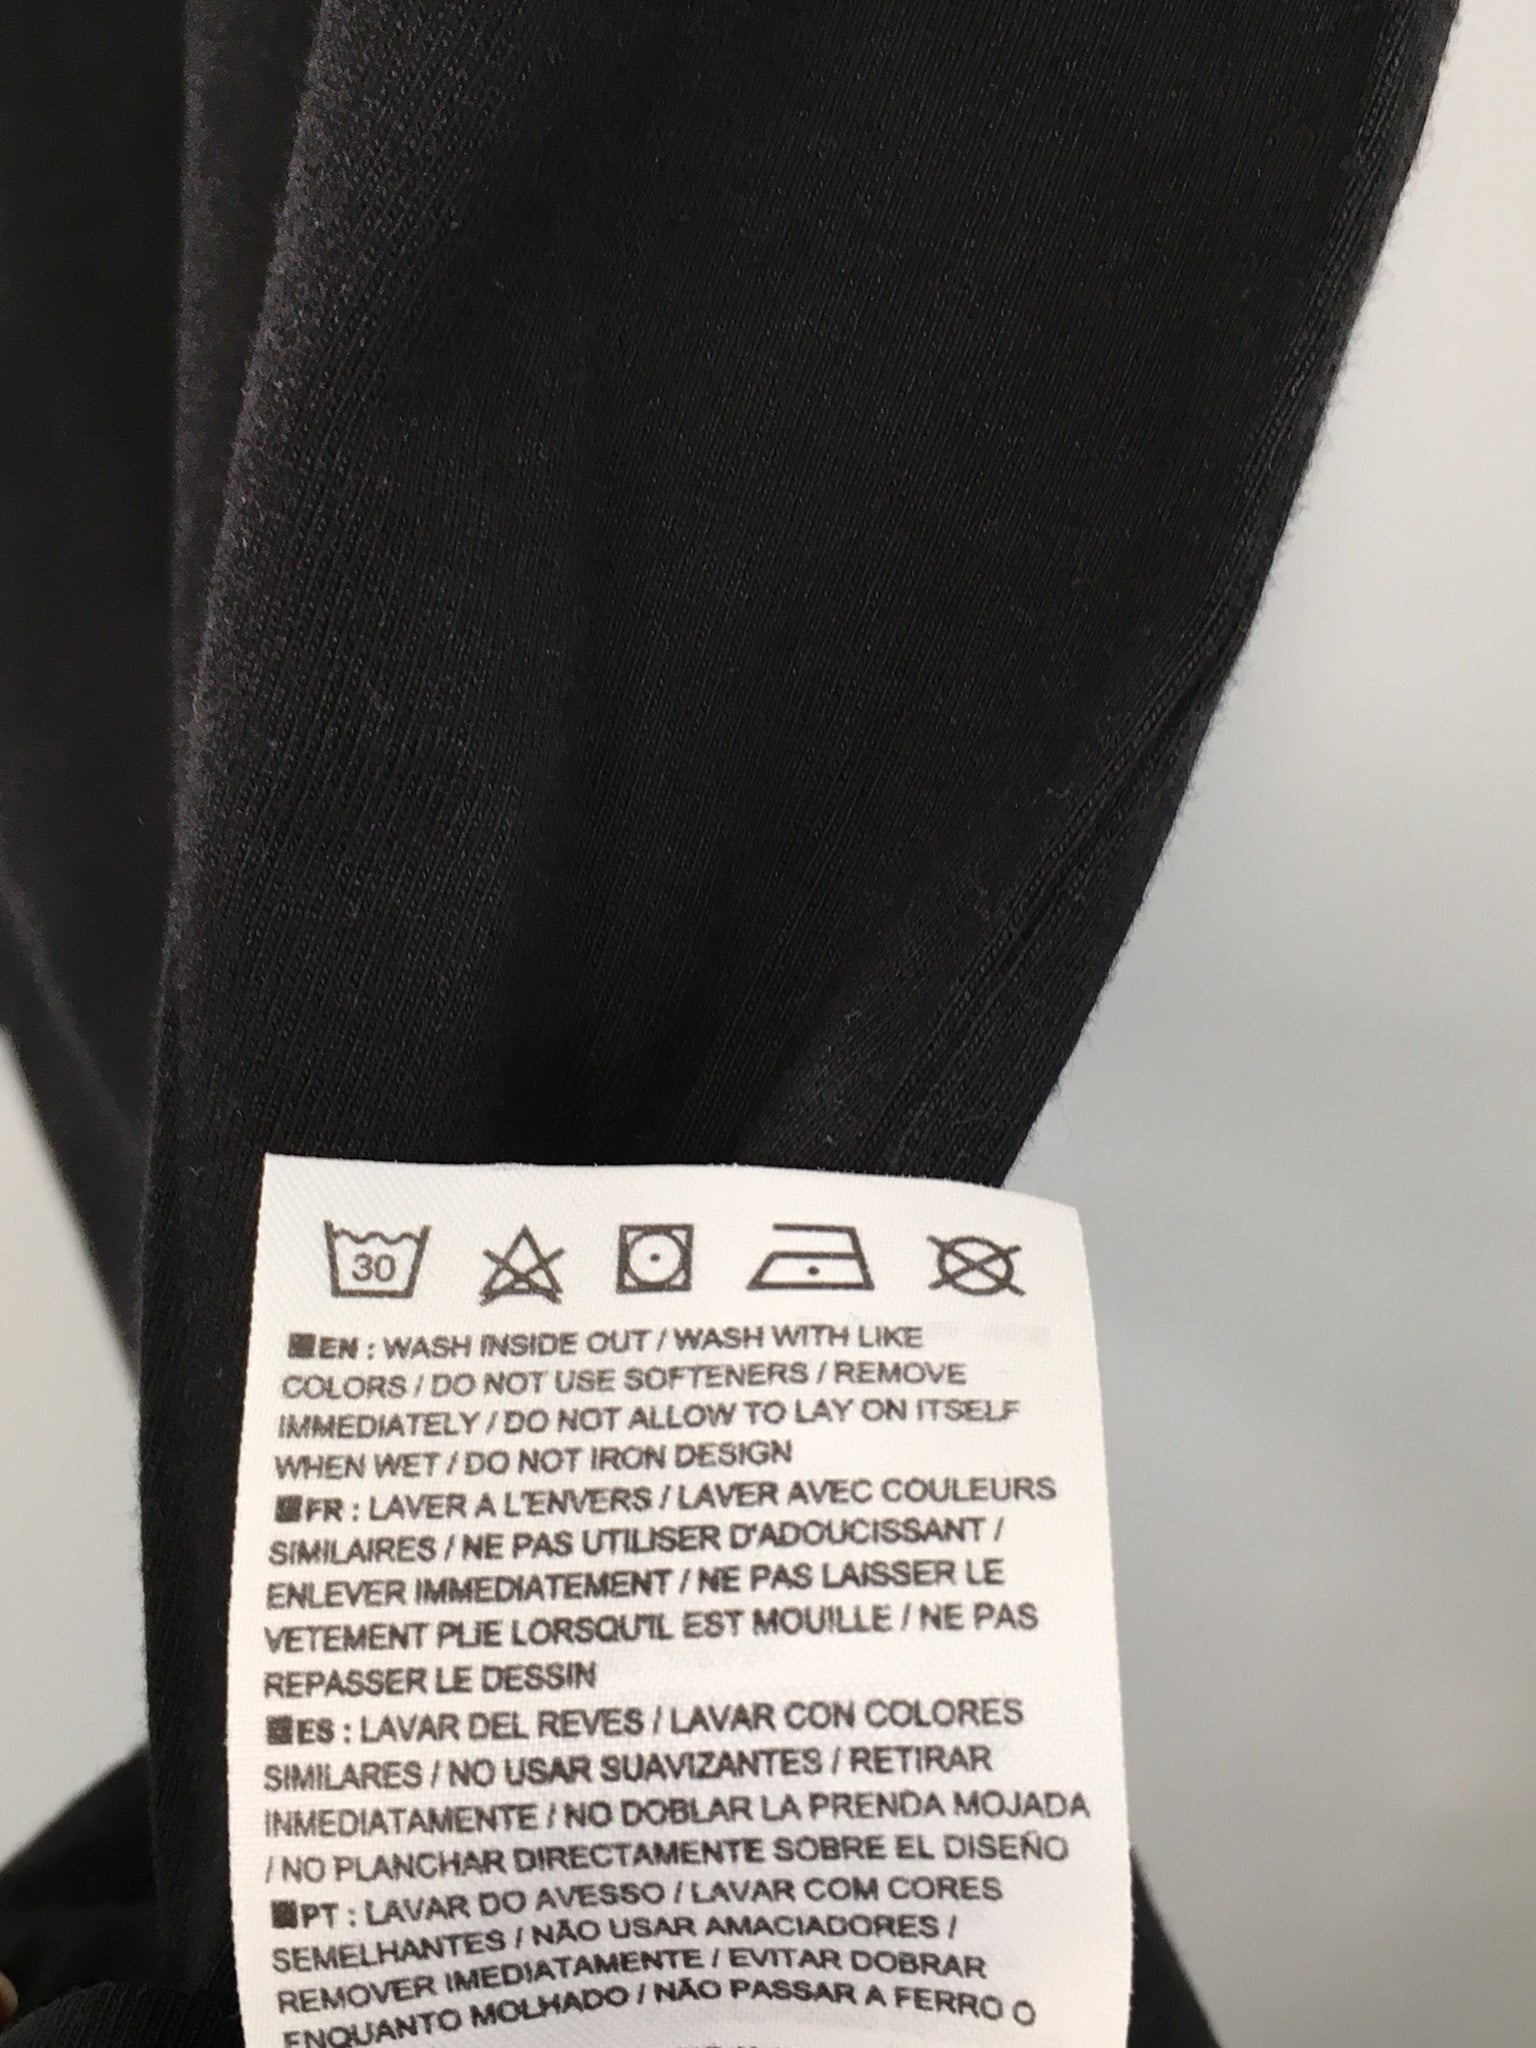 30
EN : WASH INSIDE OUT / WASH WITH LIKE
COLORS / DO NOT USE SOFTENERS / REMOVE
IMMEDIATELY / DO NOT ALLOW TO LAY ON ITSELF
WHEN WET / DO NOT IRON DESIGN
FR : LAVER A L'ENVERS / LAVER AVEC COULEURS
SIMILAIRES / NE PAS UTILISER D'ADOUCISSANT /
ENLEVER IMMEDIATEMENT / NE PAS LAISSER LE
VETEMENT PLIE LORSQU'IL EST MOUILLE / NE PAS
REPASSER LE DESSIN
ES : LAVAR DEL REVES / LAVAR CON COLORES
SIMILARES / NO USAR SUAVIZANTES / RETIRAR
INMEDIATAMENTE / NO DOBLAR LA PRENDA MOJADA
/ NO PLANCHAR DIRECTAMENTE SOBRE EL DISEÑO
PT : LAVAR DO AVESSO / LAVAR COM CORES
SEMELHANTES / NÃO USAR AMACIADORES /
REMOVER IMEDIATAMENTE / EVITAR DOBRAR
ENQUANTO MOLHADO / NÃO PASSAR A FERRO O